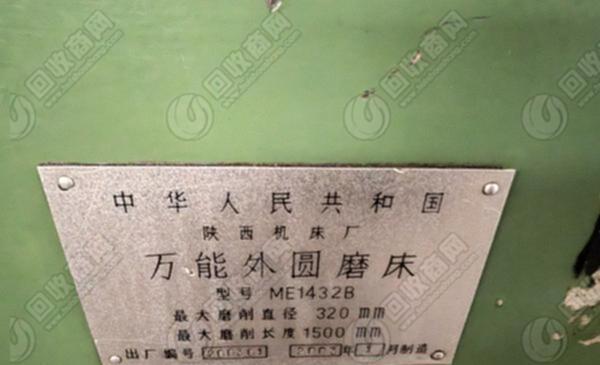 中华人民共和国
陕西机床厂
万能外圆磨床
型号 ME1432B
最大磨削直径 320 mm
最大磨削长度 1500 mm
出厂编号 年 月制造
回收商网